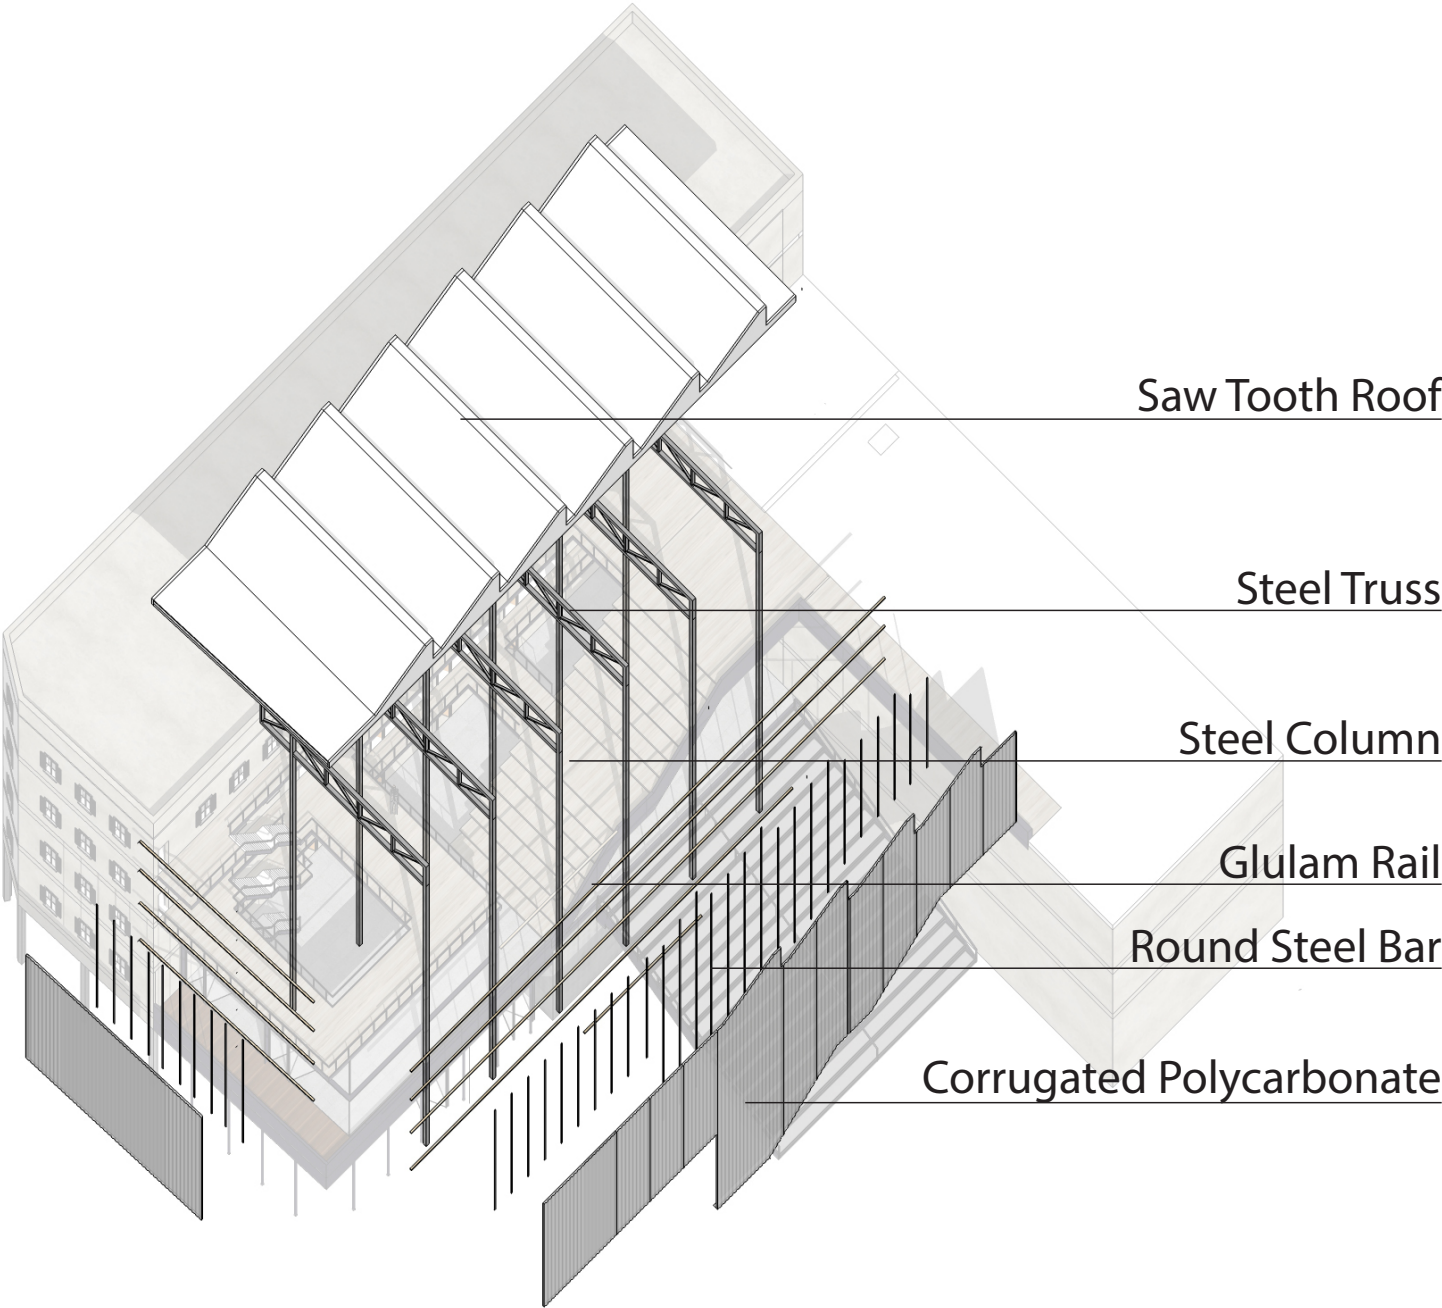 Saw Tooth Roof
Steel Truss
Steel Column
Glulam Rail
Round Steel Bar
Corrugated Polycarbonate